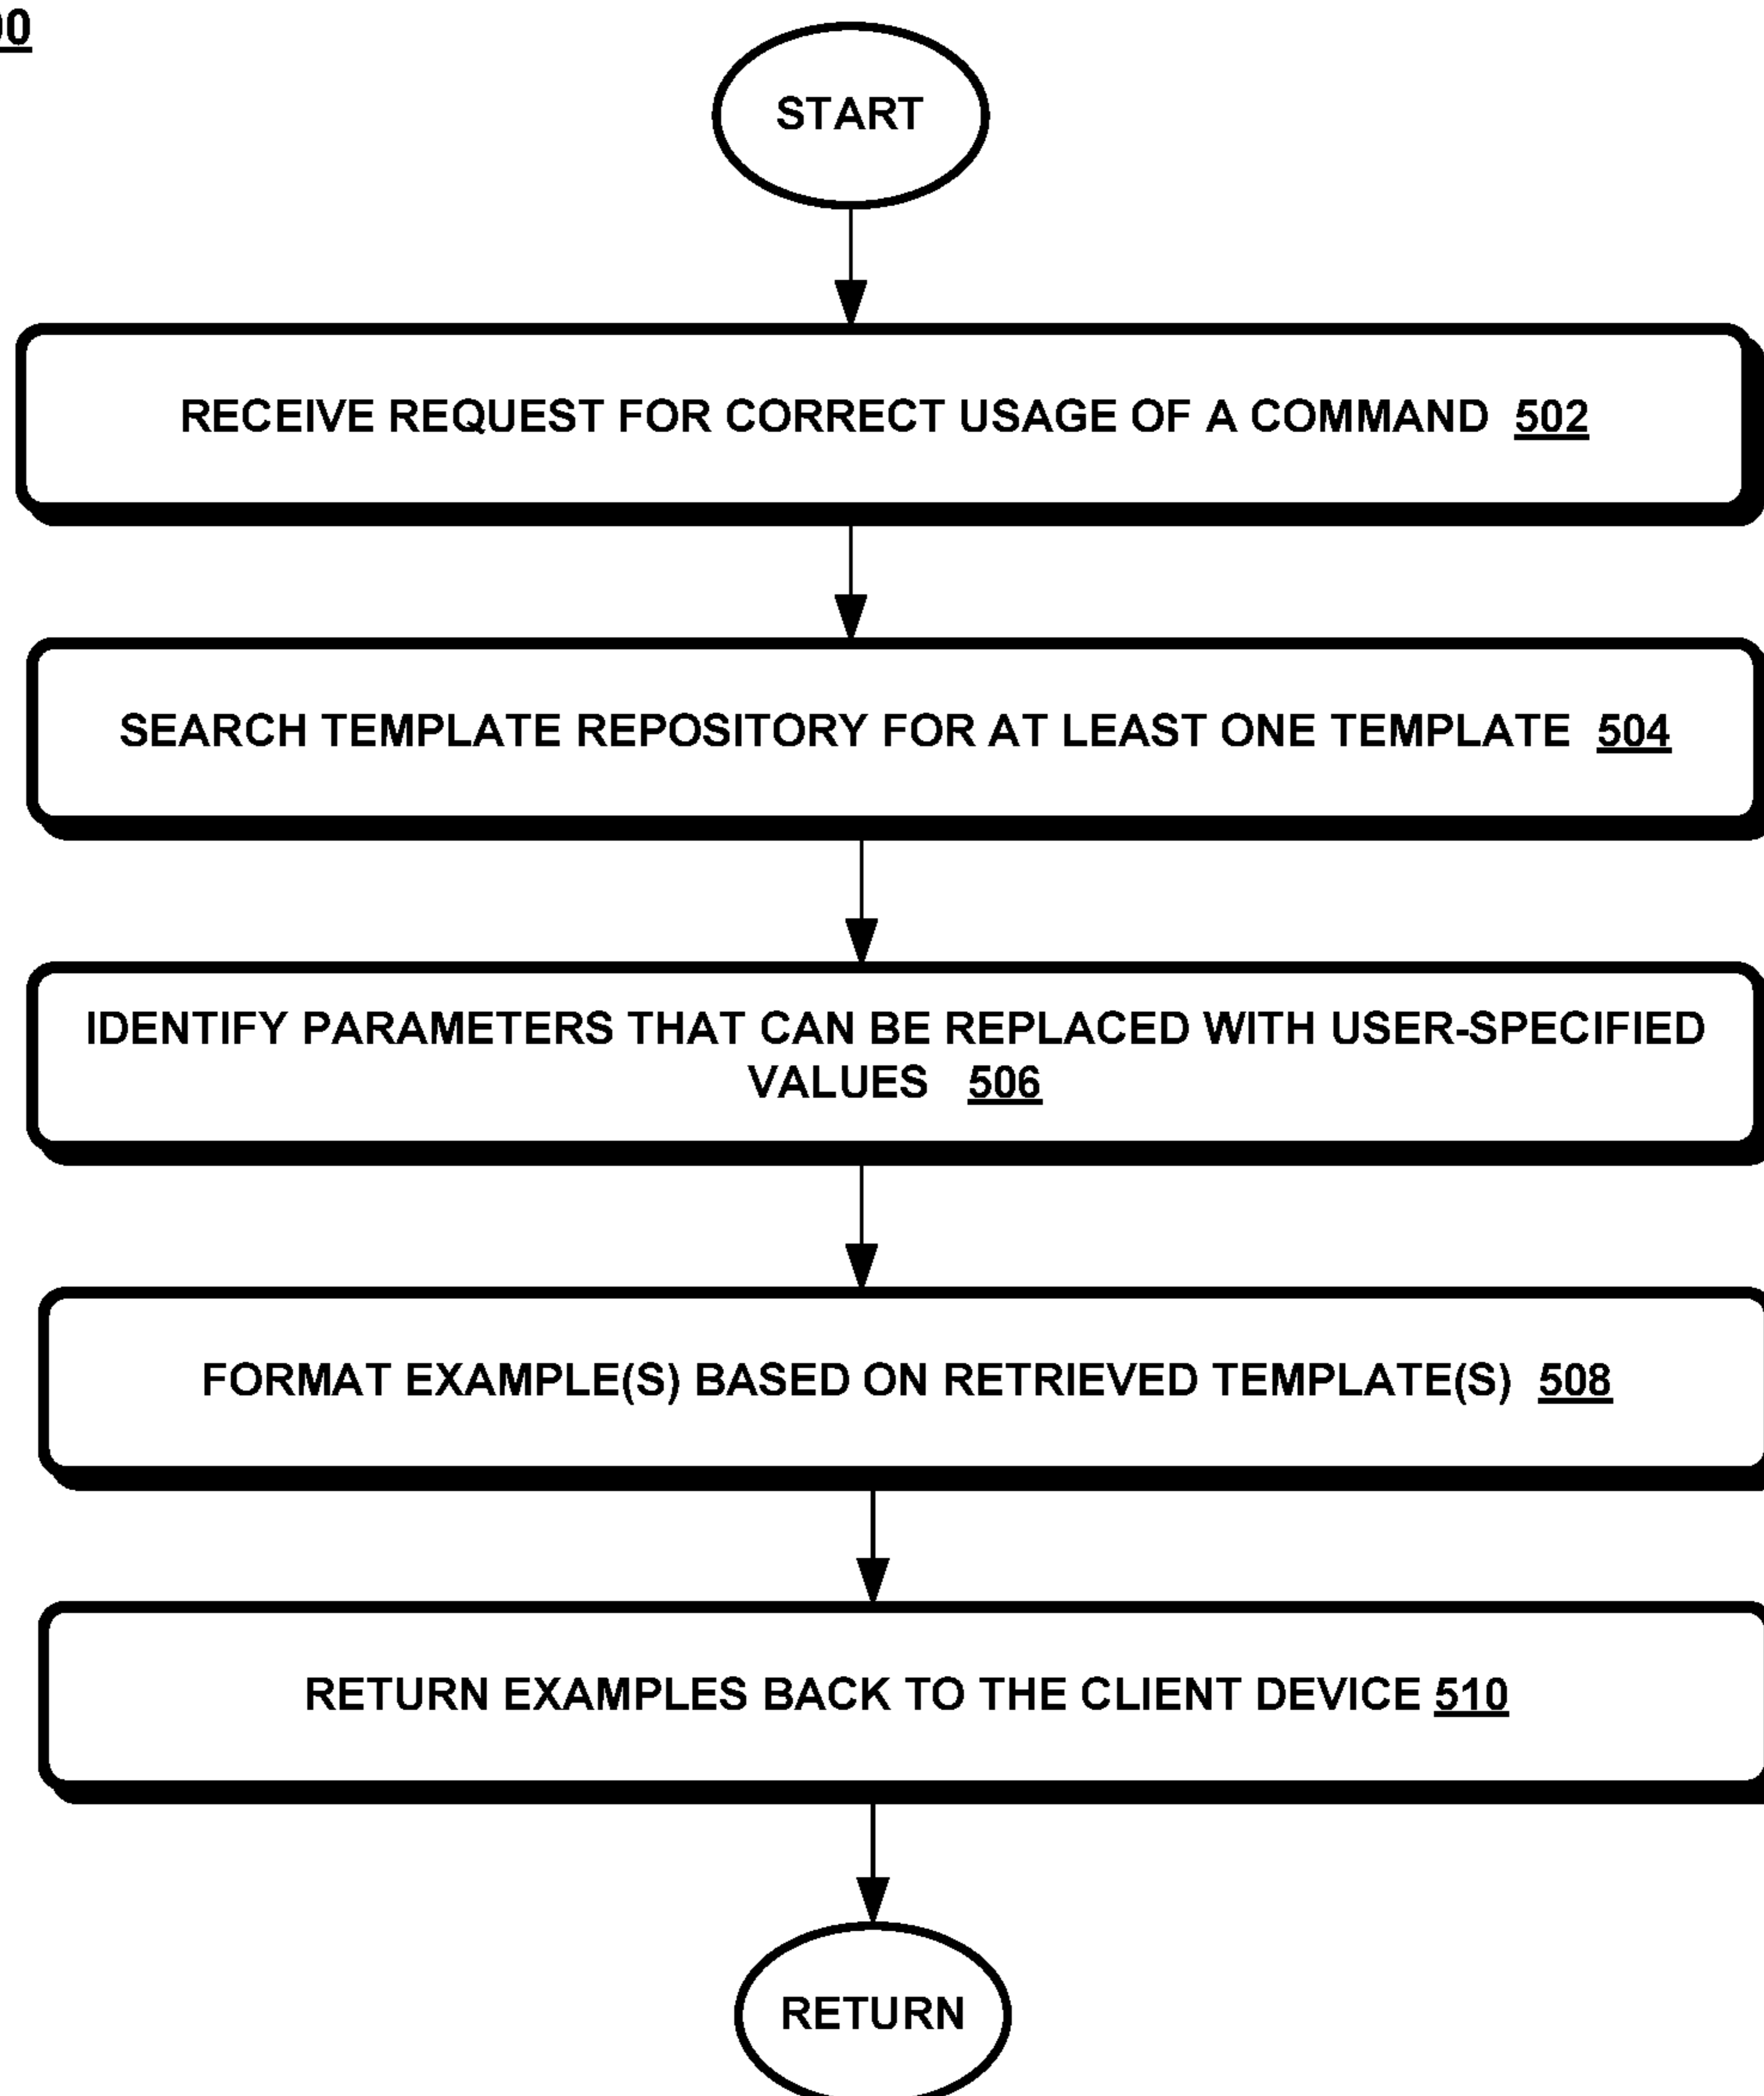 00
START
RECEIVE REQUEST FOR CORRECT USAGE OF A COMMAND 502
SEARCH TEMPLATE REPOSITORY FOR AT LEAST ONE TEMPLATE 504
IDENTIFY PARAMETERS THAT CAN BE REPLACED WITH USER-SPECIFIED
VALUES 506
FORMAT EXAMPLE(S) BASED ON RETRIEVED TEMPLATE(S) 508
RETURN EXAMPLES BACK TO THE CLIENT DEVICE 510
RETURN